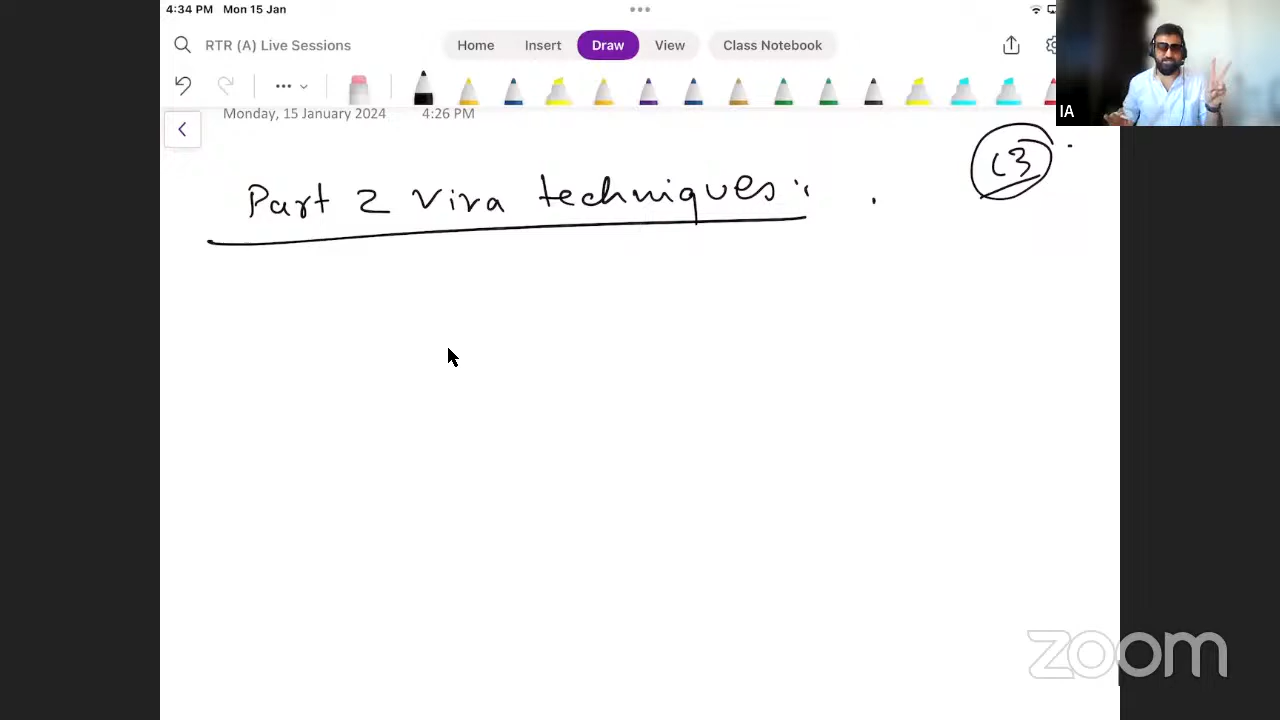 4:34 PM Mon 15 Jan
RTR (A) Live Sessions
Home Insert Draw View Class Notebook
Monday, 15 January 2024 4:26 PM
IA
Part 2 Viva techniques:
zoom